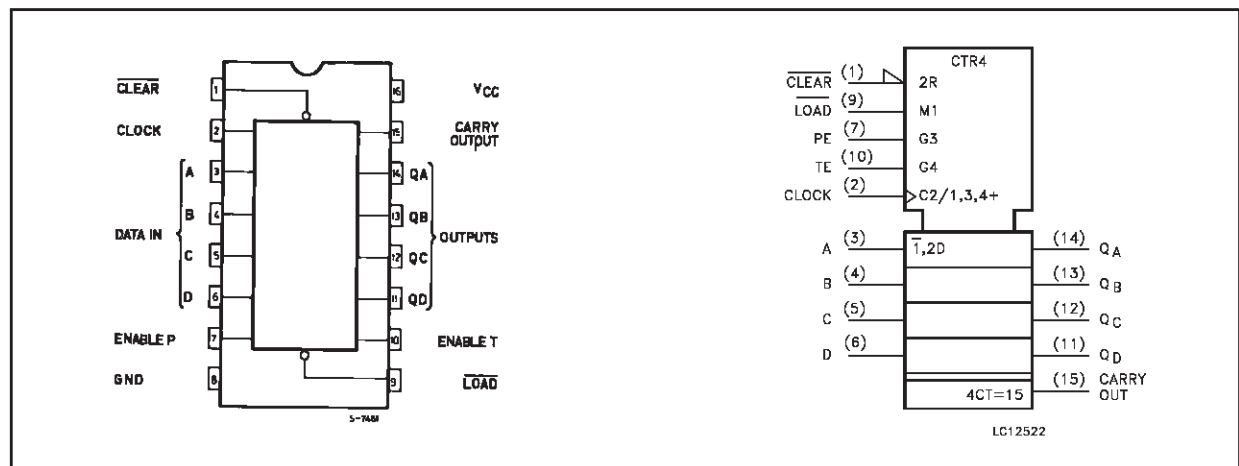 CLEAR 1 16 VCC
CLOCK 2 15 CARRY OUTPUT
A 3 14 QA
B 4 13 QB
DATA IN OUTPUTS
C 5 12 QC
D 6 11 QD
ENABLE P 7 10 ENABLE T
GND 8 9 LOAD
S-7461
CTR4
CLEAR (1) 2R
LOAD (9) M1
PE (7) G3
TE (10) G4
CLOCK (2) C2/1,3,4+
A (3) 1,2D (14) QA
B (4) (13) QB
C (5) (12) QC
D (6) (11) QD
4CT=15 (15) CARRY OUT
LC12522